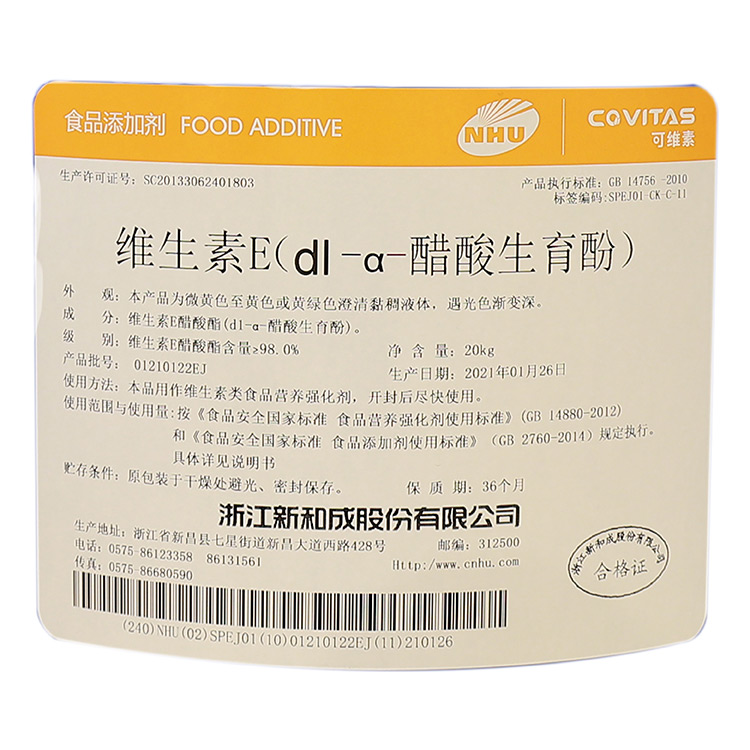 食品添加剂 FOOD ADDITIVE
NHU
COVITAS
可维素
生产许可证号：SC20133062401803
产品执行标准：GB 14756 -2010
标签编码：SPEJ01-CK-C-11
维生素E(dl-α-醋酸生育酚)
外 观：本产品为微黄色至黄色或黄绿色澄清黏稠液体，遇光色渐变深。
成 分：维生素E醋酸酯(dl-α-醋酸生育酚)。
级 别：维生素E醋酸酯含量≥98.0%
净 含 量：20kg
产品批号：01210122EJ
生产日期：2021年01月26日
使用方法：本品用作维生素类食品营养强化剂，开封后尽快使用。
使用范围与使用量：按《食品安全国家标准 食品营养强化剂使用标准》(GB 14880-2012)
和《食品安全国家标准 食品添加剂使用标准》（GB 2760-2014）规定执行。
具体详见说明书
贮存条件：原包装于干燥处避光、密封保存。
保 质 期：36个月
浙江新和成股份有限公司
生产地址：浙江省新昌县七星街道新昌大道西路428号
邮编：312500
电话：0575-86123358 86131561
Http:/www.cnhu.com
传真：0575-86680590
浙江新和成股份有限公司
合格证
(240)NHU(02)SPEJ01(10)01210122EJ(11)210126